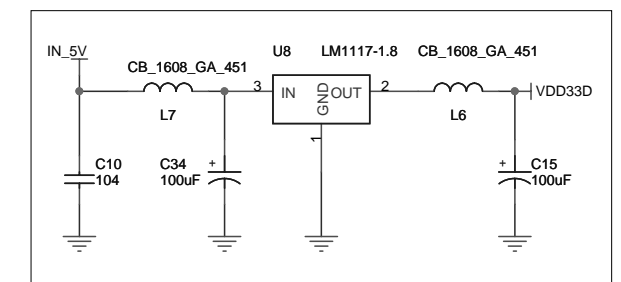 IN_5V
U8 LM1117-1.8 CB_1608_GA_451
CB_1608_GA_451
3 IN GND OUT 2
VDD33D
L7
L6
1
C10
104
C34
100uF
+
C15
100uF
+